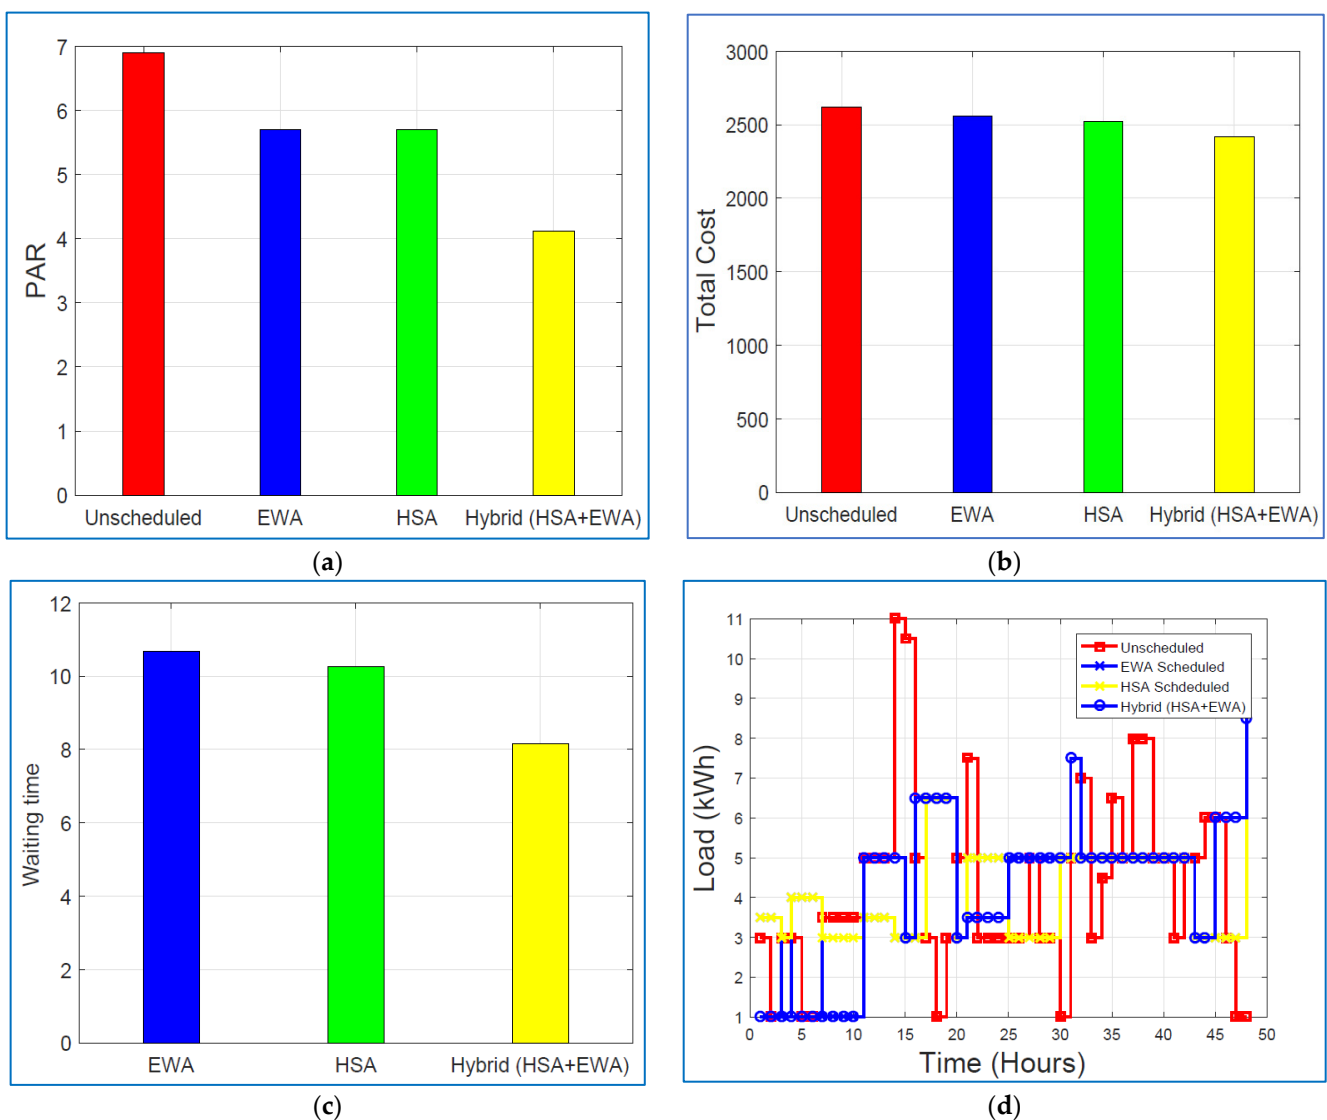 PAR
7
6
5
4
3
2
1
0
Unscheduled EWA HSA Hybrid (HSA+EWA)
(a)
Total Cost
3000
2500
2000
1500
1000
500
0
Unscheduled EWA HSA Hybrid (HSA+EWA)
(b)
Waiting time
12
10
8
6
4
2
0
EWA HSA Hybrid (HSA+EWA)
(c)
Load (kWh)
11
10
9
8
7
6
5
4
3
2
1
Unscheduled
EWA Scheduled
HSA Schdeduled
Hybrid (HSA+EWA)
0 5 10 15 20 25 30 35 40 45 50
Time (Hours)
(d)